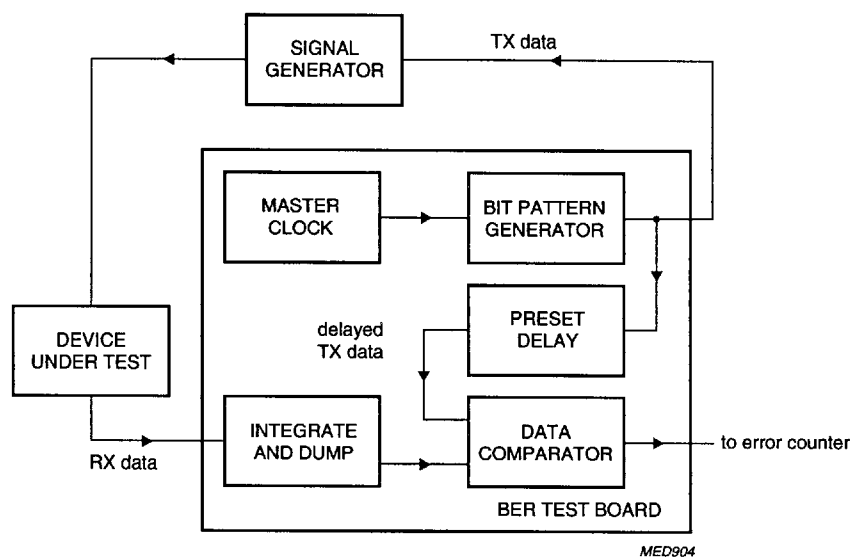 SIGNAL
GENERATOR
TX data
MASTER
CLOCK
BIT PATTERN
GENERATOR
DEVICE
UNDER TEST
delayed
TX data
PRESET
DELAY
INTEGRATE
AND DUMP
DATA
COMPARATOR
to error counter
RX data
BER TEST BOARD
MED904